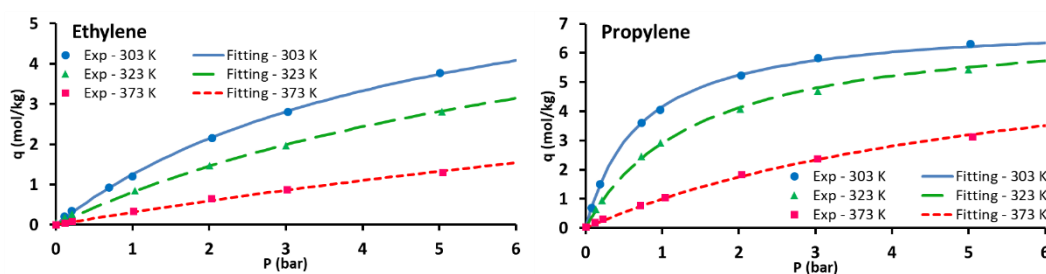 Ethylene
Exp - 303 K Fitting - 303 K
Exp - 323 K Fitting - 323 K
Exp - 373 K Fitting - 373 K
q (mol/kg)
5
4
3
2
1
0
0 1 2 3 4 5 6
P (bar)
Propylene
q (mol/kg)
7
6
5
4
3
2
1
0
Exp - 303 K Fitting - 303 K
Exp - 323 K Fitting - 323 K
Exp - 373 K Fitting - 373 K
0 1 2 3 4 5 6
P (bar)